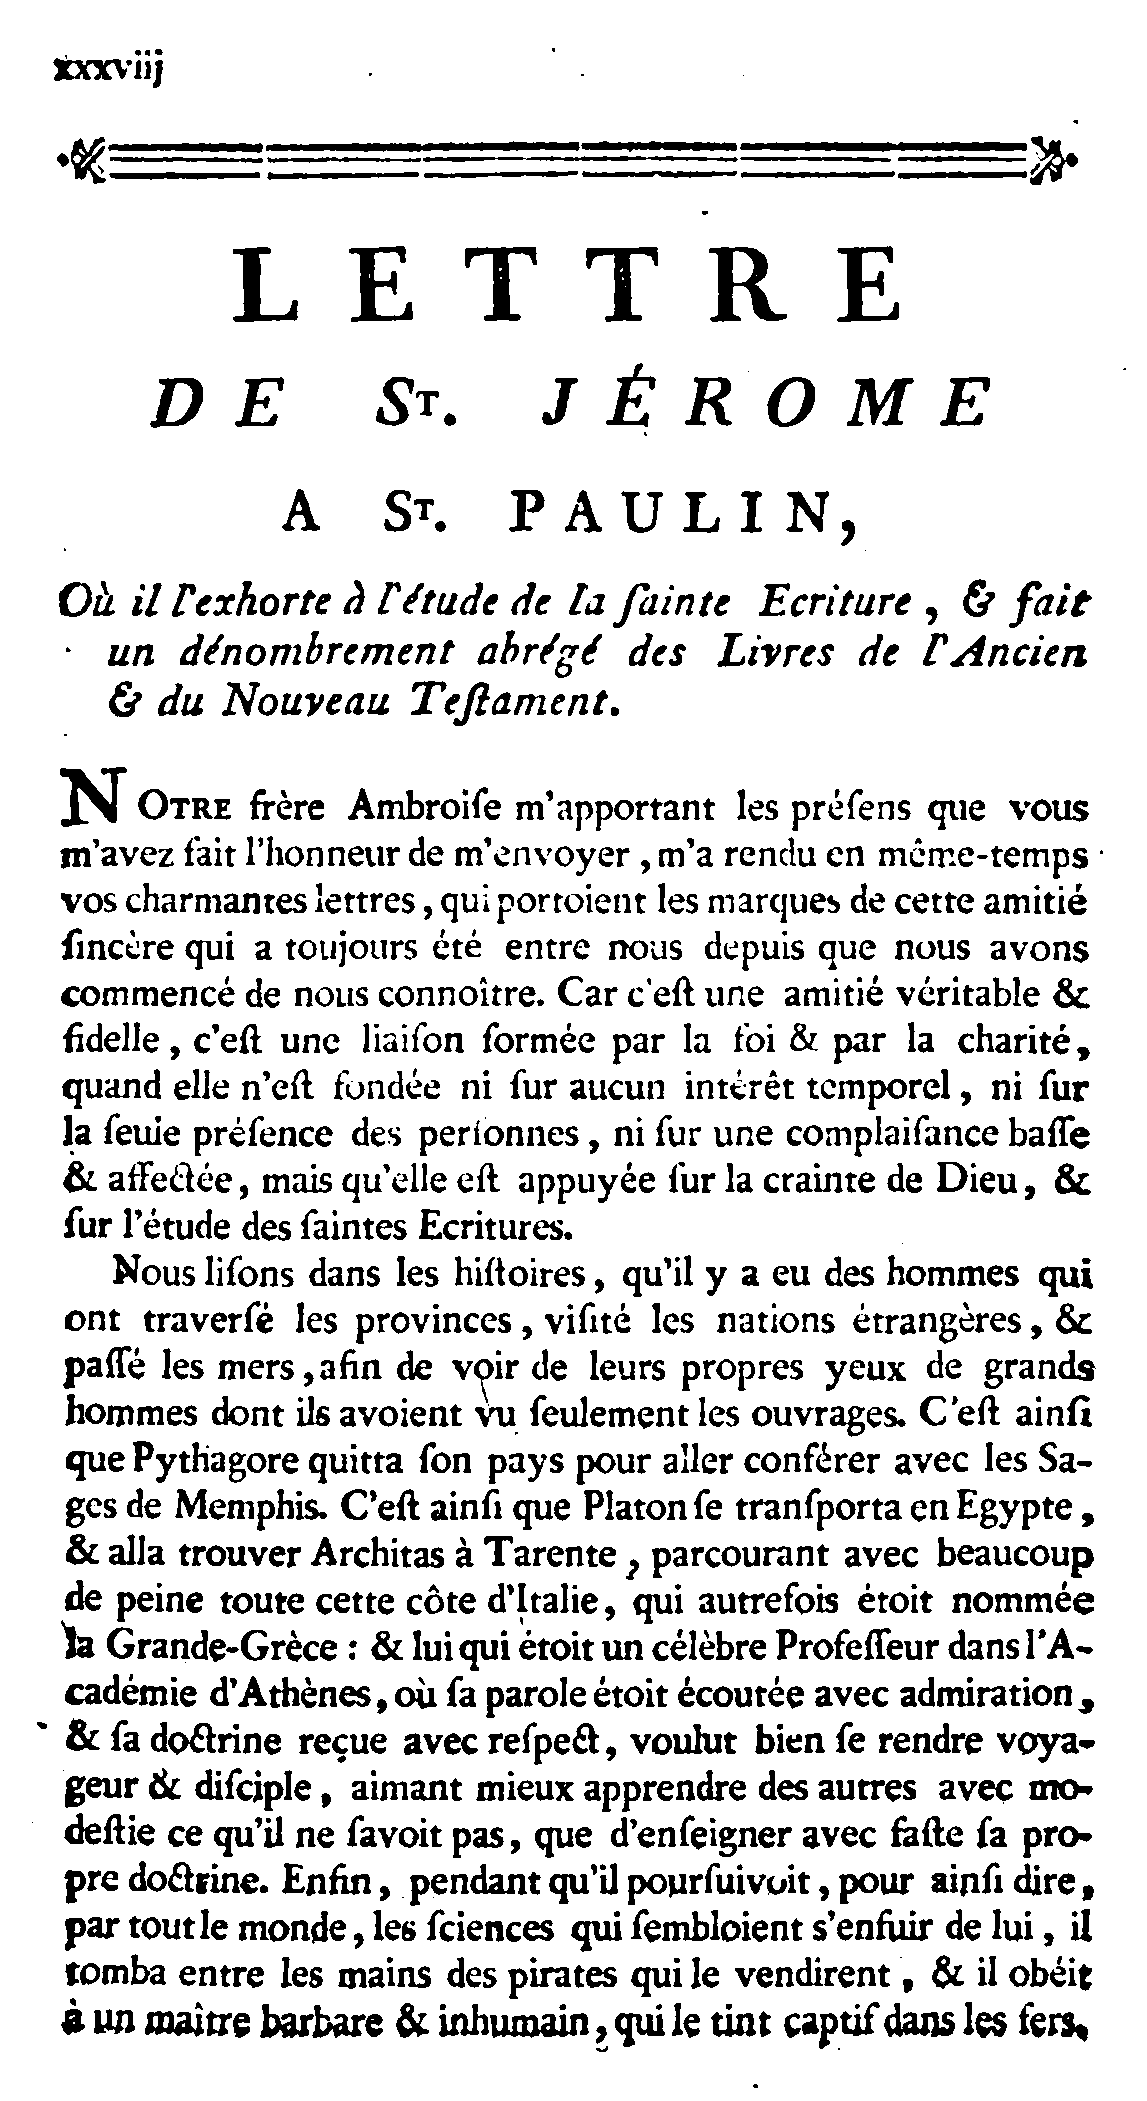 xxxviij
LETTRE
DE ST. JÉROME
A ST. PAULIN,
Où il l'exhorte à l'étude de la ſainte Ecriture, & fait
un dénombrement abrégé des Livres de l'Ancien
& du Nouveau Teſtament.
NOTRE frère Ambroiſe m'apportant les préſens que vous
m'avez fait l'honneur de m'envoyer, m'a rendu en même-temps
vos charmantes lettres, qui portoient les marques de cette amitié
ſincère qui a toujours été entre nous depuis que nous avons
commencé de nous connoître. Car c'eſt une amitié véritable &
fidelle, c'eſt une liaiſon formée par la foi & par la charité,
quand elle n'eſt fondée ni ſur aucun intérêt temporel, ni ſur
la ſeule préſence des perſonnes, ni ſur une complaiſance baſſe
& affectée, mais qu'elle eſt appuyée ſur la crainte de Dieu, &
ſur l'étude des ſaintes Ecritures.
Nous liſons dans les hiſtoires, qu'il y a eu des hommes qui
ont traverſé les provinces, viſité les nations étrangères, &
paſſé les mers, afin de voir de leurs propres yeux de grands
hommes dont ils avoient vu ſeulement les ouvrages. C'eſt ainſi
que Pythagore quitta ſon pays pour aller conférer avec les Sa-
ges de Memphis. C'eſt ainſi que Platon ſe tranſporta en Egypte,
& alla trouver Architas à Tarente, parcourant avec beaucoup
de peine toute cette côte d'Italie, qui autrefois étoit nommée
la Grande-Grèce : & lui qui étoit un célèbre Profeſſeur dans l'A-
cadémie d'Athènes, où ſa parole étoit écoutée avec admiration,
& ſa doctrine reçue avec reſpect, voulut bien ſe rendre voya-
geur & diſciple, aimant mieux apprendre des autres avec mo-
deſtie ce qu'il ne ſavoit pas, que d'enſeigner avec faſte ſa pro-
pre doctrine. Enfin, pendant qu'il pourſuivoit, pour ainſi dire,
par tout le monde, les ſciences qui ſembloient s'enfuir de lui, il
tomba entre les mains des pirates qui le vendirent, & il obéit
à un maître barbare & inhumain, qui le tint captif dans les fers,